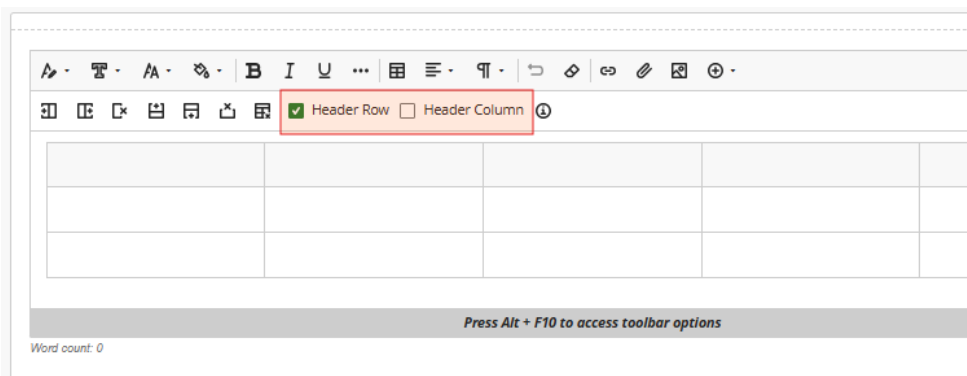 B I U
Header Row Header Column
Press Alt + F10 to access toolbar options
Word count: 0